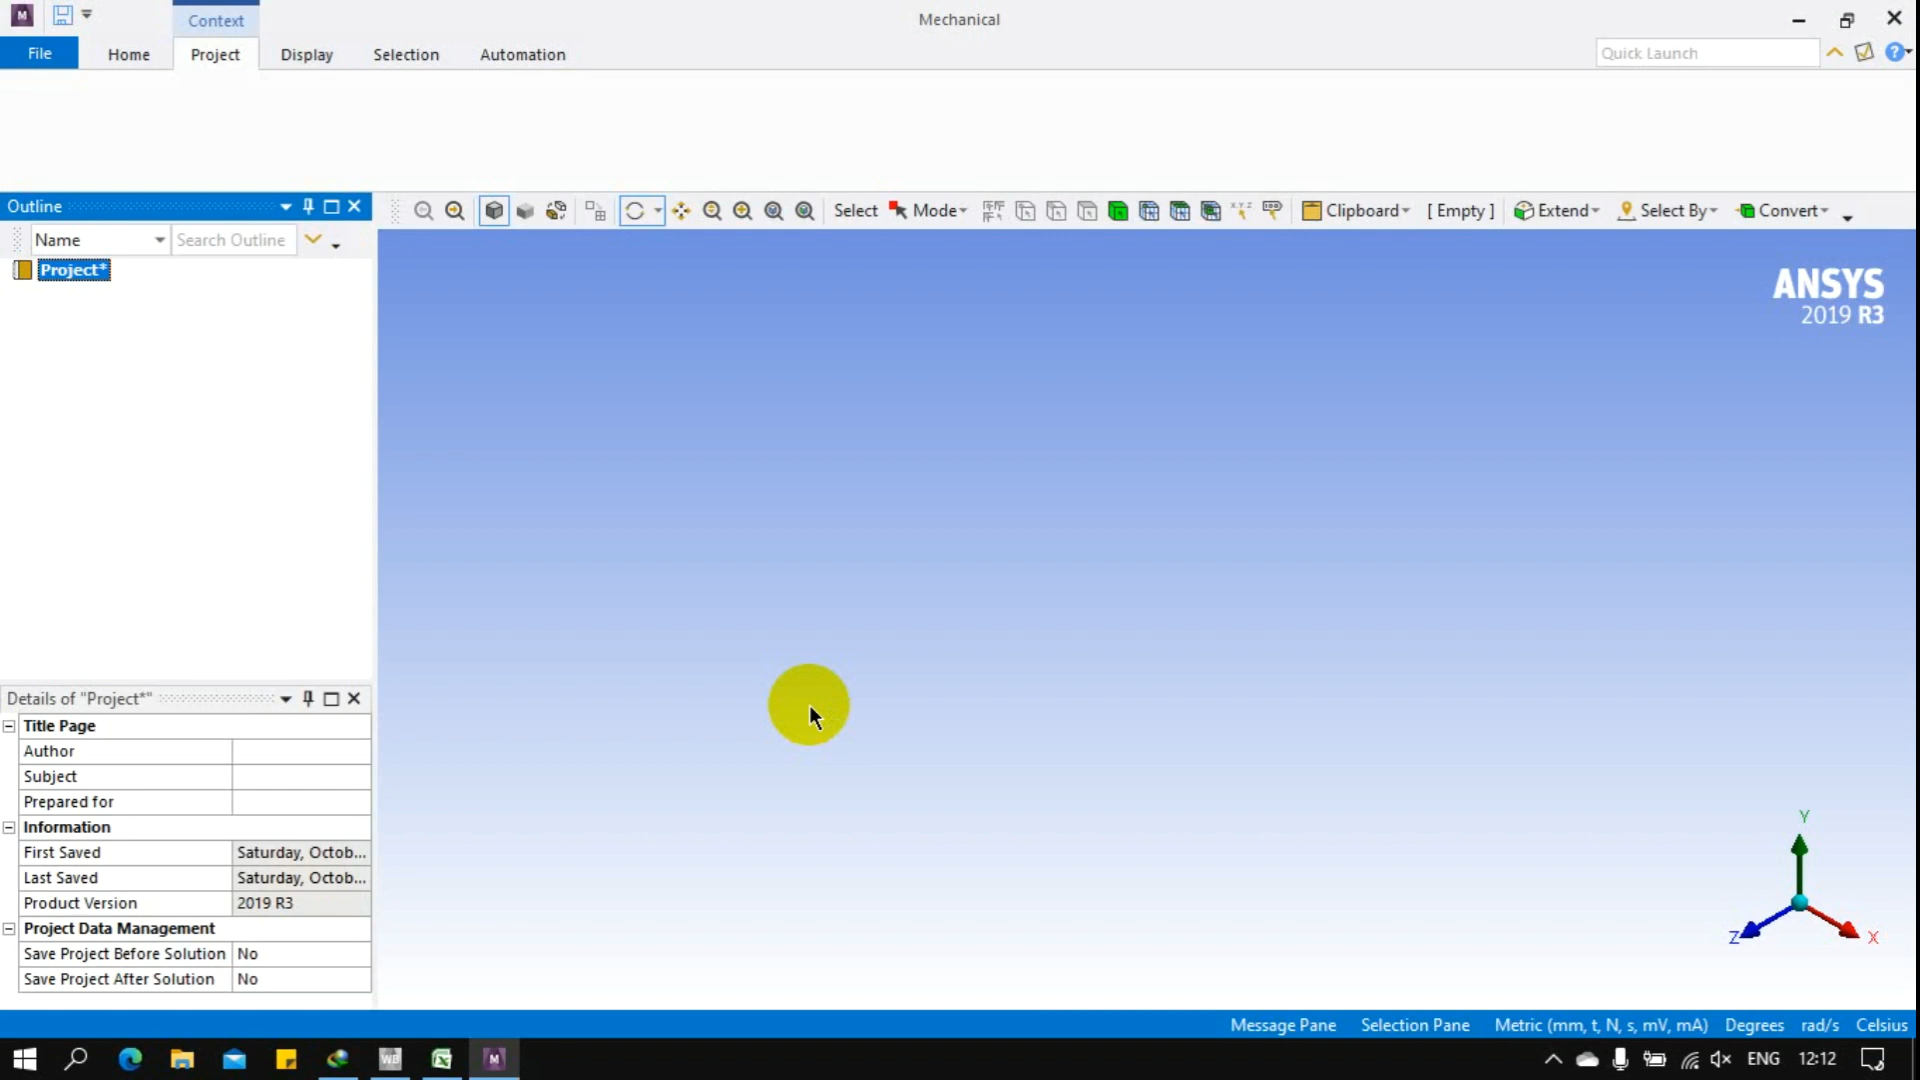 M
Context
Mechanical
File
Home
Project
Display
Selection
Automation
Quick Launch
?
Outline
Select
Mode
Clipboard
[ Empty ]
Extend
Select By
Convert
Name
Search Outline
Project*
ANSYS
2019 R3
Details of "Project*"
Title Page
Author
Subject
Prepared for
Information
First Saved Saturday, Octob...
Last Saved Saturday, Octob...
Product Version 2019 R3
Project Data Management
Save Project Before Solution No
Save Project After Solution No
Y
Z
X
Message Pane
Selection Pane
Metric (mm, t, N, s, mV, mA)
Degrees
rad/s
Celsius
WB
M
ENG
12:12